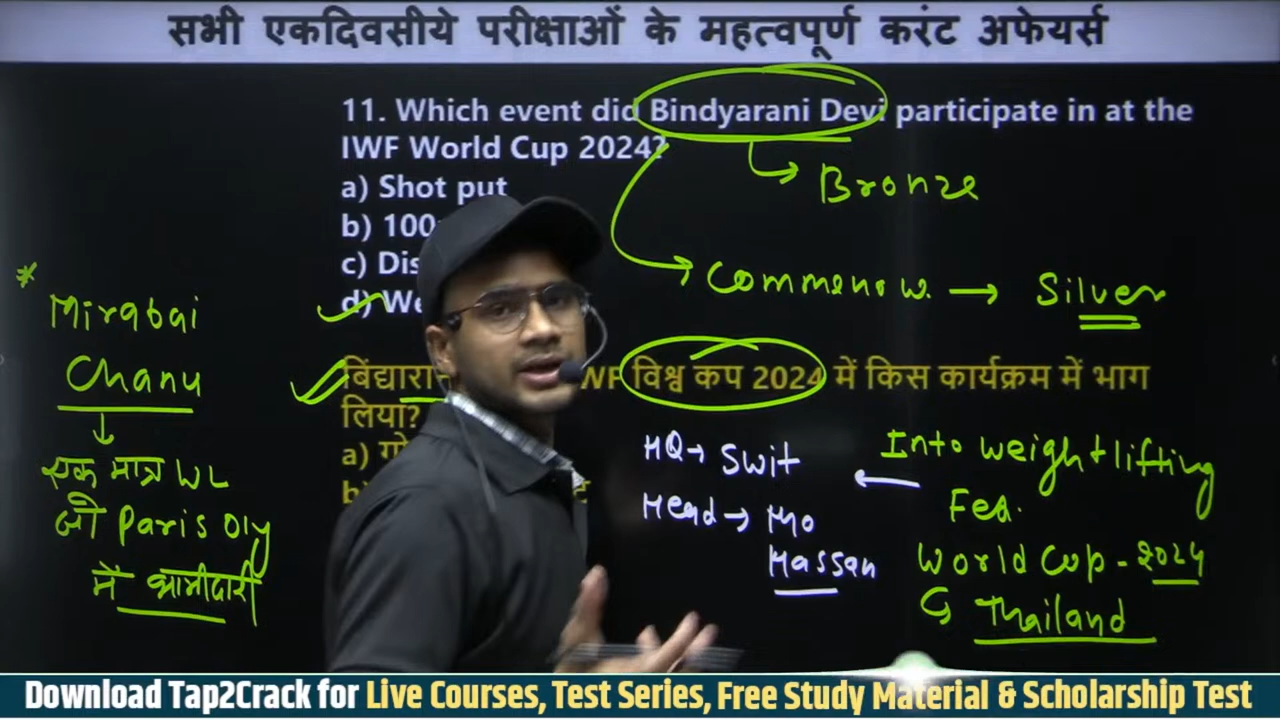 सभी एकदिवसीये परीक्षाओं के महत्वपूर्ण करंट अफेयर्स
11. Which event did Bindyarani Devi participate in at the
IWF World Cup 2024?
a) Shot put
b) 100
c) Dis
d) We
Bronze
Commenow. → Silver
* Mirabai
Chanu
एक मात्र WL
जो Paris Oly
में भागीदारी
बिंद्यारा WF विश्व कप 2024 में किस कार्यक्रम में भाग
लिया?
a) गो
b)
HQ→ Swit
Head → Mo
Hassan
Into weightlifting
Fed.
World Cup - 2024
Thailand
Download Tap2Crack for Live Courses, Test Series, Free Study Material & Scholarship Test